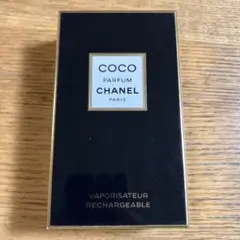 COCO
PARFUM
CHANEL
PARIS
VAPORISATEUR
RECHARGEABLE